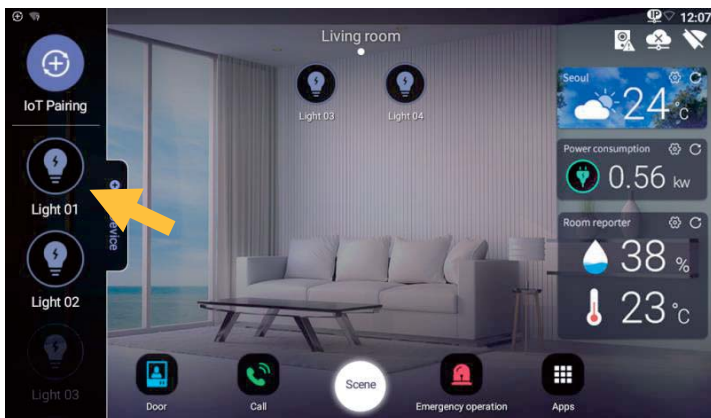 12:07
Living room
IoT Pairing
Light 01
Light 02
Light 03
Light 03
Light 04
Seoul
24 °C
Power consumption
0.56 kw
Room reporter
38 %
23 °C
Door
Call
Scene
Emergency operation
Apps